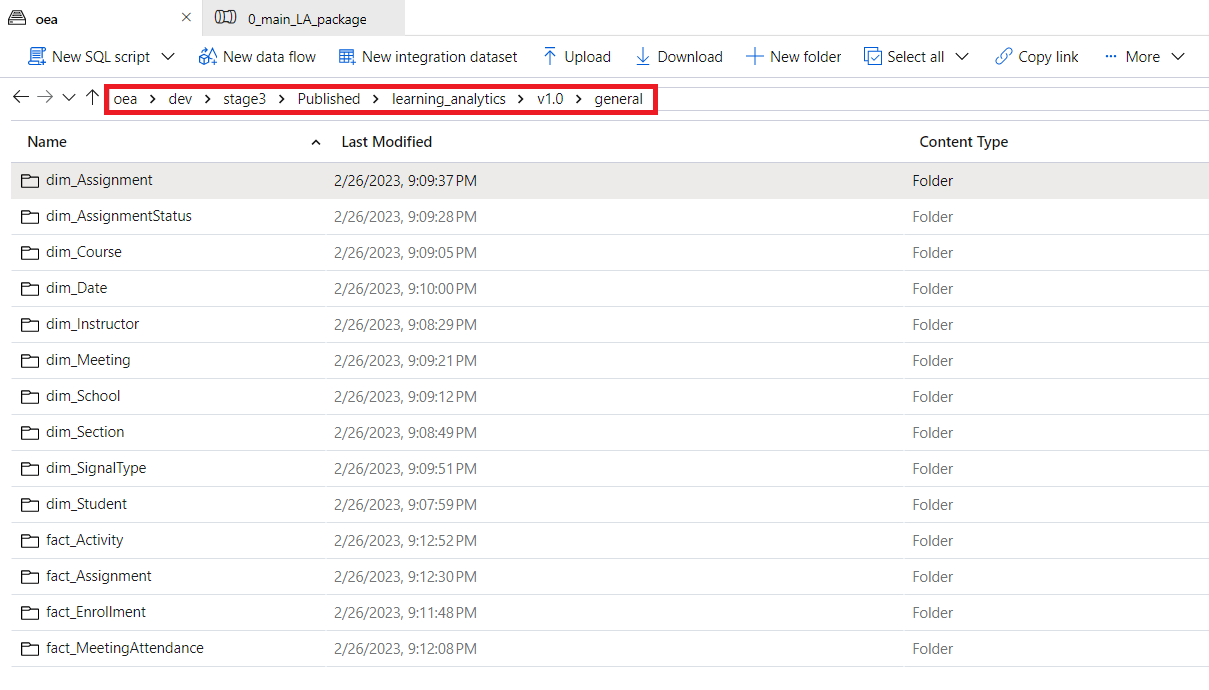 oea 0_main_LA_package
New SQL script New data flow New integration dataset Upload Download New folder Select all Copy link More
oea dev stage3 Published learning_analytics v1.0 general
Name Last Modified Content Type
dim_Assignment 2/26/2023, 9:09:37 PM Folder
dim_AssignmentStatus 2/26/2023, 9:09:28 PM Folder
dim_Course 2/26/2023, 9:09:05 PM Folder
dim_Date 2/26/2023, 9:10:00 PM Folder
dim_Instructor 2/26/2023, 9:08:29 PM Folder
dim_Meeting 2/26/2023, 9:09:21 PM Folder
dim_School 2/26/2023, 9:09:12 PM Folder
dim_Section 2/26/2023, 9:08:49 PM Folder
dim_SignalType 2/26/2023, 9:09:51 PM Folder
dim_Student 2/26/2023, 9:07:59 PM Folder
fact_Activity 2/26/2023, 9:12:52 PM Folder
fact_Assignment 2/26/2023, 9:12:30 PM Folder
fact_Enrollment 2/26/2023, 9:11:48 PM Folder
fact_MeetingAttendance 2/26/2023, 9:12:08 PM Folder